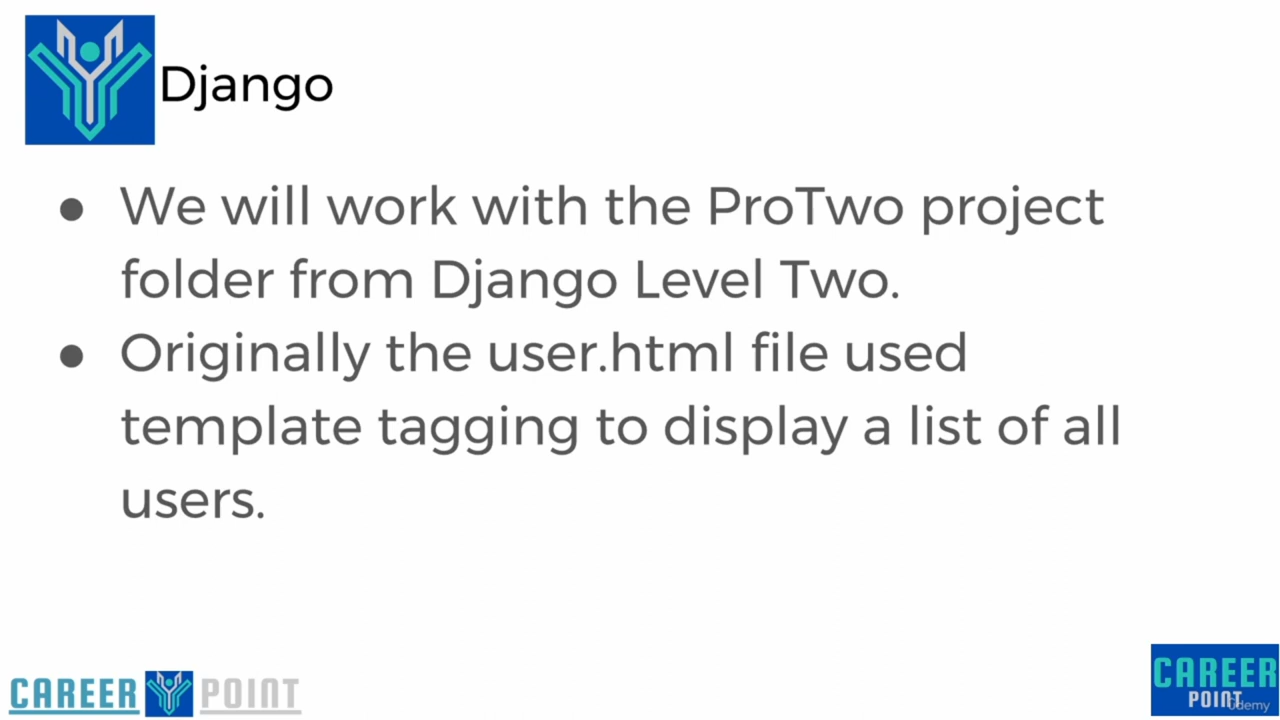 Django
● We will work with the ProTwo project
folder from Django Level Two.
● Originally the user.html file used
template tagging to display a list of all
users.
CAREER POINT
CAREER
POINT
Udemy